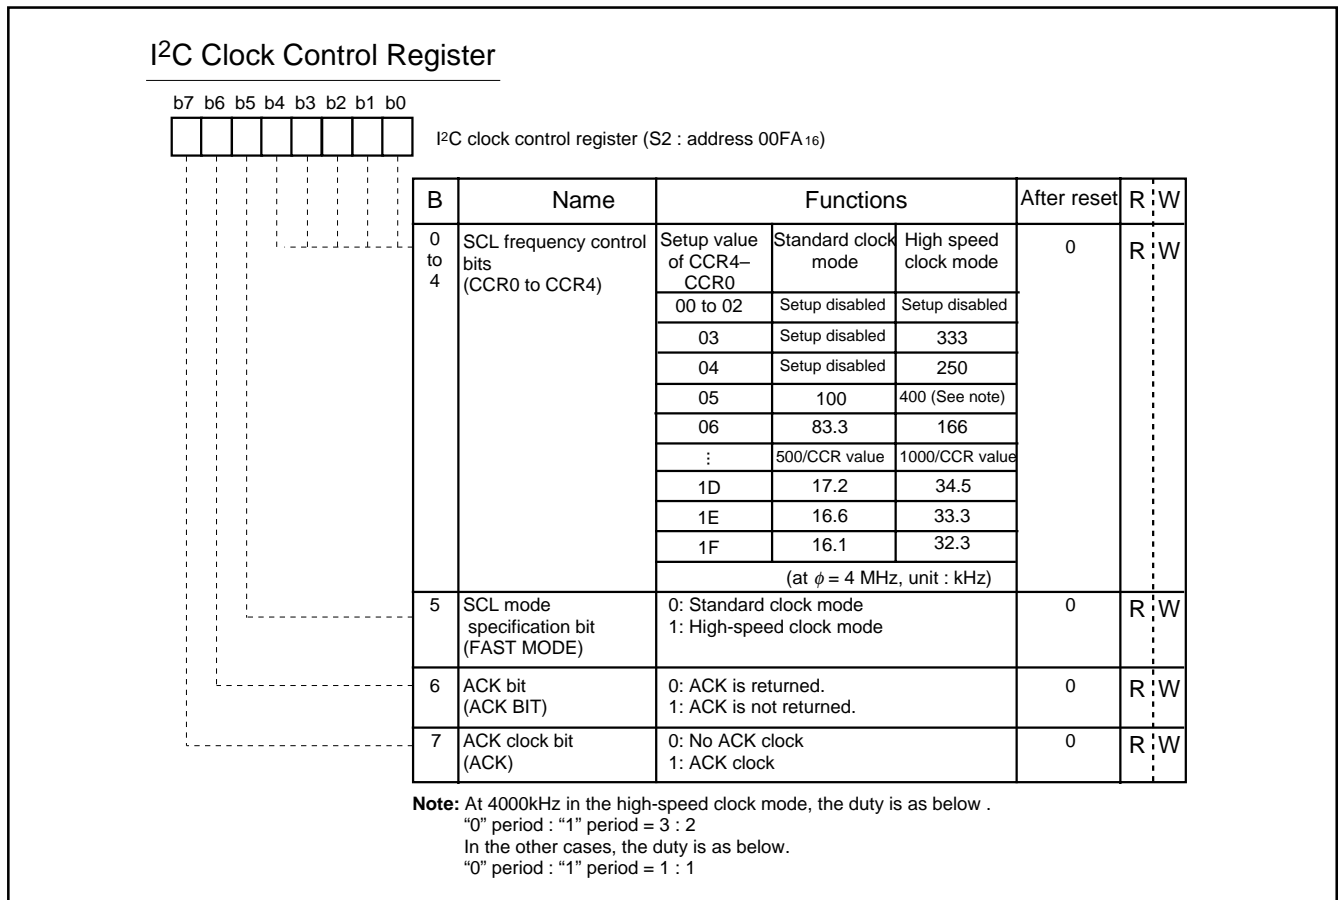 I2C Clock Control Register
b7 b6 b5 b4 b3 b2 b1 b0
I2C clock control register (S2 : address 00FA16)
B Name Functions After reset R W
0 to 4 SCL frequency control bits (CCR0 to CCR4) 0 R W
Setup value of CCR4–CCR0 Standard clock mode High speed clock mode
00 to 02 Setup disabled Setup disabled
03 Setup disabled 333
04 Setup disabled 250
05 100 400 (See note)
06 83.3 166
⋮ 500/CCR value 1000/CCR value
1D 17.2 34.5
1E 16.6 33.3
1F 16.1 32.3
(at ϕ = 4 MHz, unit : kHz)
5 SCL mode specification bit (FAST MODE) 0: Standard clock mode 0 R W
1: High-speed clock mode
6 ACK bit (ACK BIT) 0: ACK is returned. 0 R W
1: ACK is not returned.
7 ACK clock bit (ACK) 0: No ACK clock 0 R W
1: ACK clock
Note: At 4000kHz in the high-speed clock mode, the duty is as below .
“0” period : “1” period = 3 : 2
In the other cases, the duty is as below.
“0” period : “1” period = 1 : 1